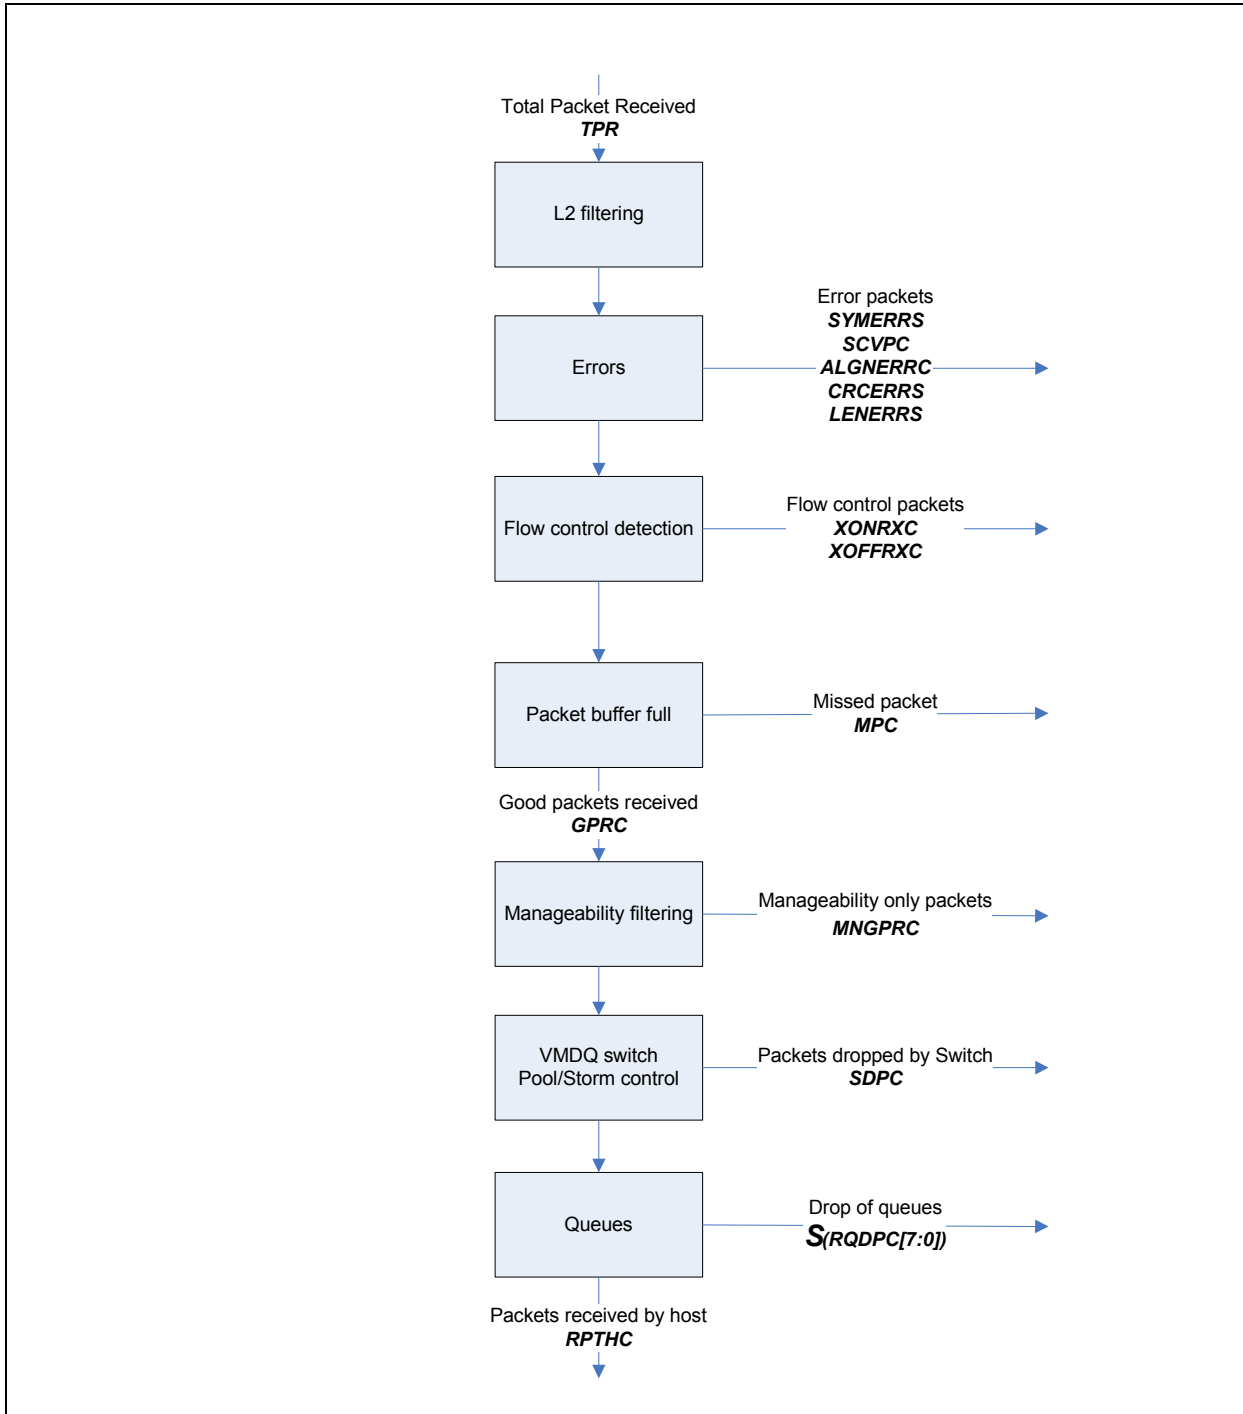 Total Packet Received
TPR
L2 filtering
Error packets
SYMERRS
SCVPC
Errors
ALGNERRC
CRCERRS
LENERRS
Flow control packets
Flow control detection
XONRXC
XOFFRXC
Missed packet
Packet buffer full
MPC
Good packets received
GPRC
Manageability only packets
Manageability filtering
MNGPRC
VMDQ switch
Pool/Storm control
Packets dropped by Switch
SDPC
Drop of queues
Queues
S(RQDPC[7:0])
Packets received by host
RPTHC